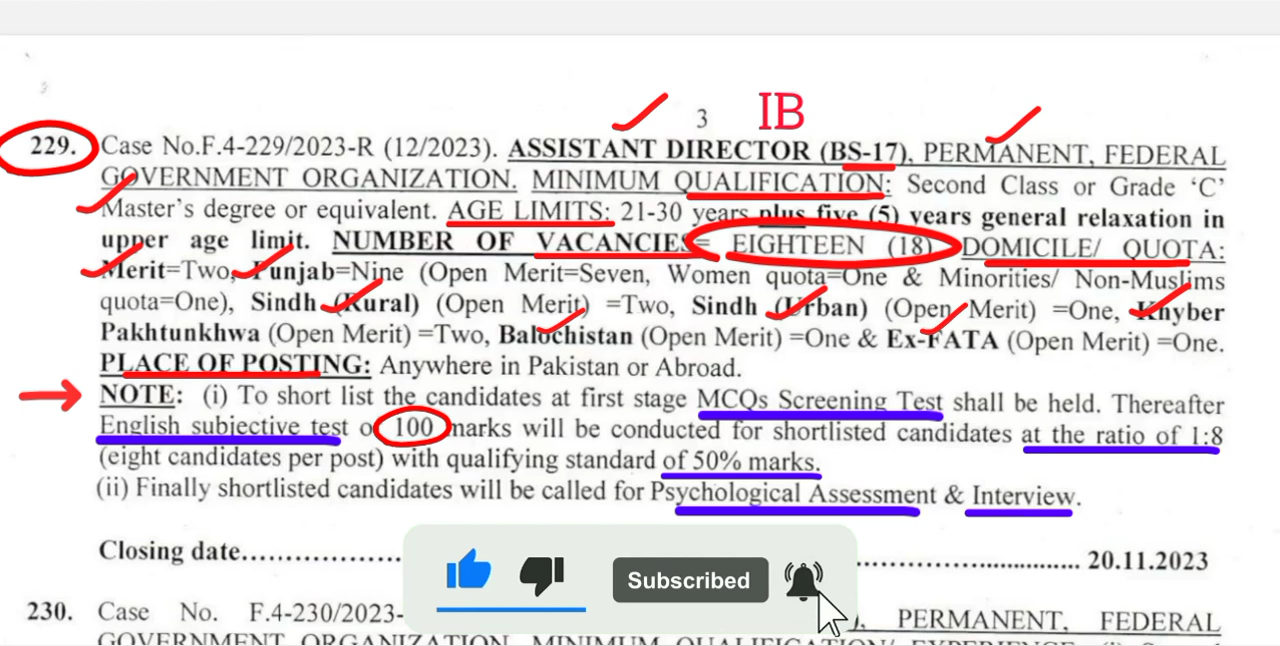 3 IB
229. Case No.F.4-229/2023-R (12/2023). ASSISTANT DIRECTOR (BS-17), PERMANENT, FEDERAL
GOVERNMENT ORGANIZATION. MINIMUM QUALIFICATION: Second Class or Grade ‘C’
Master’s degree or equivalent. AGE LIMITS: 21-30 years plus five (5) years general relaxation in
upper age limit. NUMBER OF VACANCIES= EIGHTEEN (18) DOMICILE/ QUOTA:
Merit=Two, Punjab=Nine (Open Merit=Seven, Women quota=One & Minorities/ Non-Muslims
quota=One), Sindh (Rural) (Open Merit) =Two, Sindh (Urban) (Open Merit) =One, Khyber
Pakhtunkhwa (Open Merit) =Two, Balochistan (Open Merit) =One & Ex-FATA (Open Merit) =One.
PLACE OF POSTING: Anywhere in Pakistan or Abroad.
NOTE: (i) To short list the candidates at first stage MCQs Screening Test shall be held. Thereafter
English subjective test of 100 marks will be conducted for shortlisted candidates at the ratio of 1:8
(eight candidates per post) with qualifying standard of 50% marks.
(ii) Finally shortlisted candidates will be called for Psychological Assessment & Interview.
Closing date.................................................................. 20.11.2023
Subscribed
230. Case No. F.4-230/2023- PERMANENT, FEDERAL
GOVERNMENT ORGANIZATION. MINIMUM QUALIFICATION/ EXPERIENCE: (i)